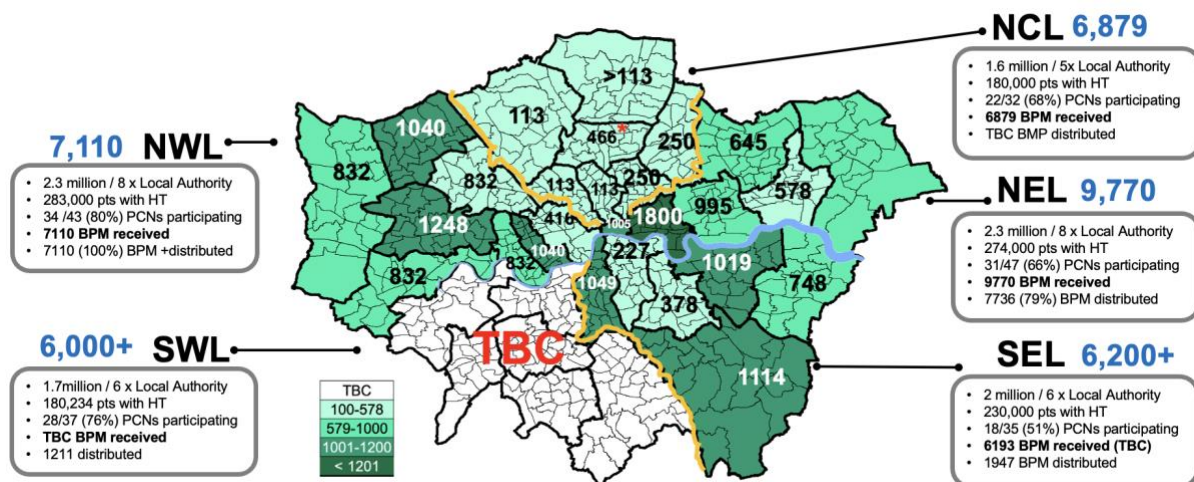 NCL 6,879
• 1.6 million / 5x Local Authority
• 180,000 pts with HT
• 22/32 (68%) PCNs participating
• 6879 BPM received
• TBC BMP distributed
7,110 NWL
• 2.3 million / 8 x Local Authority
• 283,000 pts with HT
• 34 /43 (80%) PCNs participating
• 7110 BPM received
• 7110 (100%) BPM +distributed
NEL 9,770
• 2.3 million / 8 x Local Authority
• 274,000 pts with HT
• 31/47 (66%) PCNs participating
• 9770 BPM received
• 7736 (79%) BPM distributed
6,000+ SWL
• 1.7million / 6 x Local Authority
• 180,234 pts with HT
• 28/37 (76%) PCNs participating
• TBC BPM received
• 1211 distributed
SEL 6,200+
• 2 million / 6 x Local Authority
• 230,000 pts with HT
• 18/35 (51%) PCNs participating
• 6193 BPM received (TBC)
• 1947 BPM distributed
>113
113
1040
466*
250
645
832
832
113
113
250
578
416
1005
1800
995
1248
1040
227
1019
832
832
1049
378
748
TBC
1114
TBC
100-578
579-1000
1001-1200
< 1201